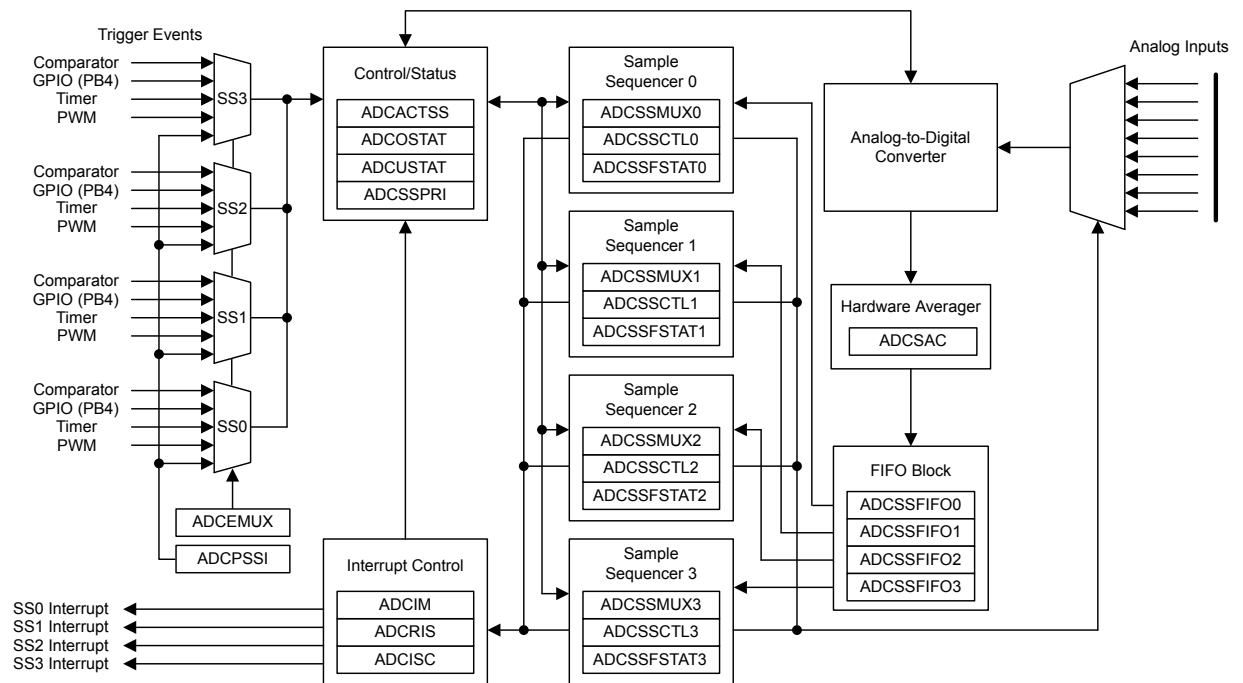 Trigger Events
Comparator
GPIO (PB4)
Timer
PWM
SS3
Comparator
GPIO (PB4)
Timer
PWM
SS2
Comparator
GPIO (PB4)
Timer
PWM
SS1
Comparator
GPIO (PB4)
Timer
PWM
SS0
ADCEMUX
ADCPSSI
SS0 Interrupt
SS1 Interrupt
SS2 Interrupt
SS3 Interrupt
Control/Status
ADCACTSS
ADCOSTAT
ADCUSTAT
ADCSSPRI
Interrupt Control
ADCIM
ADCRIS
ADCISC
Sample
Sequencer 0
ADCSSMUX0
ADCSSCTL0
ADCSSFSTAT0
Sample
Sequencer 1
ADCSSMUX1
ADCSSCTL1
ADCSSFSTAT1
Sample
Sequencer 2
ADCSSMUX2
ADCSSCTL2
ADCSSFSTAT2
Sample
Sequencer 3
ADCSSMUX3
ADCSSCTL3
ADCSSFSTAT3
Analog-to-Digital
Converter
Hardware Averager
ADCSAC
FIFO Block
ADCSSFIFO0
ADCSSFIFO1
ADCSSFIFO2
ADCSSFIFO3
Analog Inputs